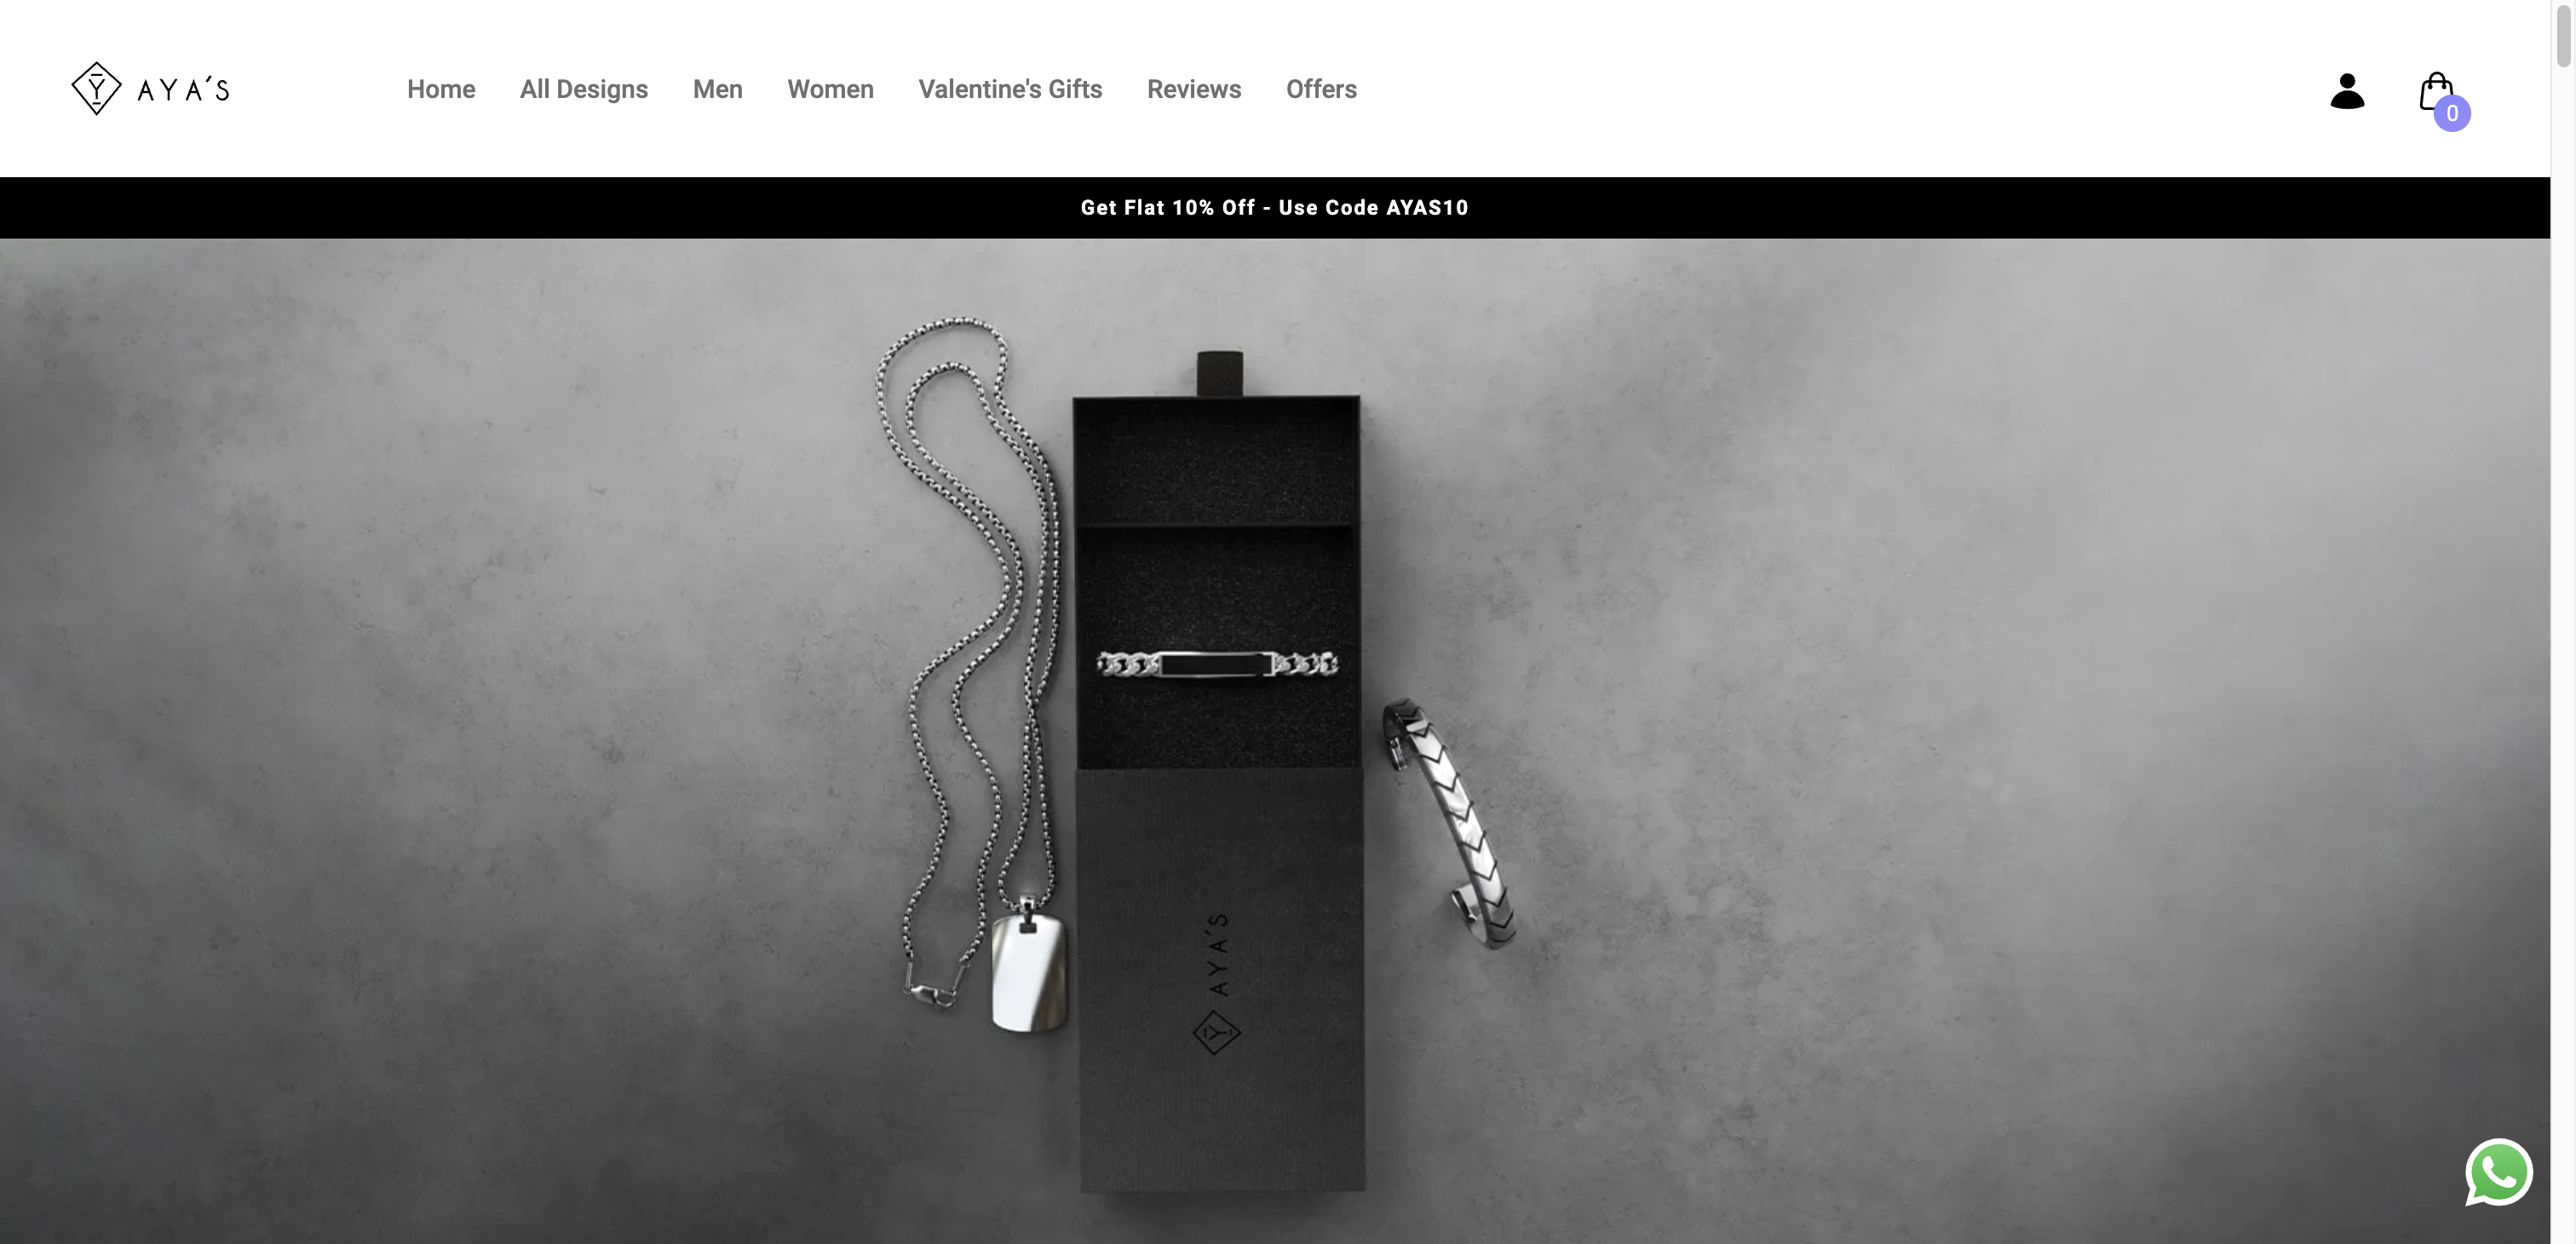 AYA'S
Home
All Designs
Men
Women
Valentine's Gifts
Reviews
Offers
0
Get Flat 10% Off - Use Code AYAS10
AYA'S